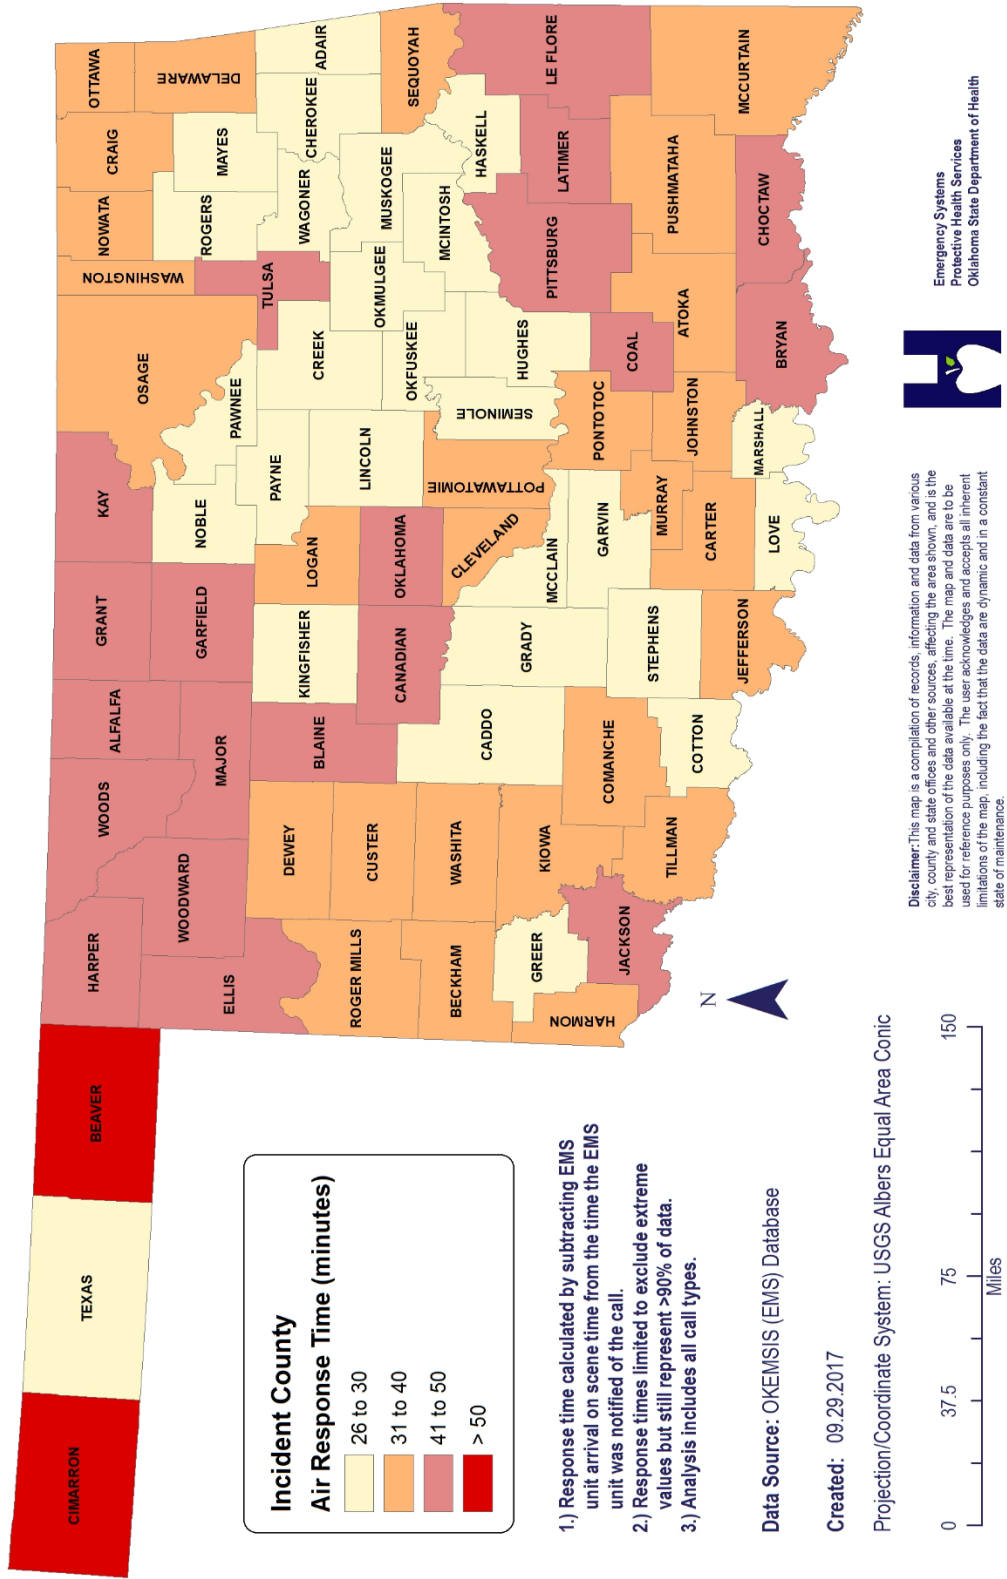 CIMARRON
TEXAS
BEAVER
HARPER
WOODS
ALFALFA
GRANT
KAY
OSAGE
WASHINGTON
NOWATA
CRAIG
OTTAWA
ELLIS
WOODWARD
MAJOR
GARFIELD
NOBLE
PAWNEE
TULSA
ROGERS
MAYES
DELAWARE
ROGER MILLS
DEWEY
BLAINE
KINGFISHER
LOGAN
PAYNE
CREEK
WAGONER
CHEROKEE
ADAIR
BECKHAM
CUSTER
CANADIAN
OKLAHOMA
LINCOLN
OKFUSKEE
OKMULGEE
MUSKOGEE
SEQUOYAH
HARMON
GREER
WASHITA
CADDO
GRADY
CLEVELAND
MCCLAIN
POTTAWATOMIE
SEMINOLE
HUGHES
MCINTOSH
HASKELL
LE FLORE
JACKSON
KIOWA
COMANCHE
STEPHENS
GARVIN
PONTOTOC
COAL
PITTSBURG
LATIMER
TILLMAN
COTTON
JEFFERSON
CARTER
MURRAY
JOHNSTON
ATOKA
PUSHMATAHA
MCCURTAIN
LOVE
MARSHALL
BRYAN
CHOCTAW
Incident County
Air Response Time (minutes)
26 to 30
31 to 40
41 to 50
> 50
1.) Response time calculated by subtracting EMS
unit arrival on scene time from the time the EMS
unit was notified of the call.
2.) Response times limited to exclude extreme
values but still represent >90% of data.
3.) Analysis includes all call types.
Data Source: OKEMSIS (EMS) Database
Created: 09.29.2017
Projection/Coordinate System: USGS Albers Equal Area Conic
0 37.5 75 150
Miles
N
Disclaimer: This map is a compilation of records, information and data from various
city, county and state offices and other sources, affecting the area shown, and is the
best representation of the data available at the time. The map and data are to be
used for reference purposes only. The user acknowledges and accepts all inherent
limitations of the map, including the fact that the data are dynamic and in a constant
state of maintenance.
Emergency Systems
Protective Health Services
Oklahoma State Department of Health